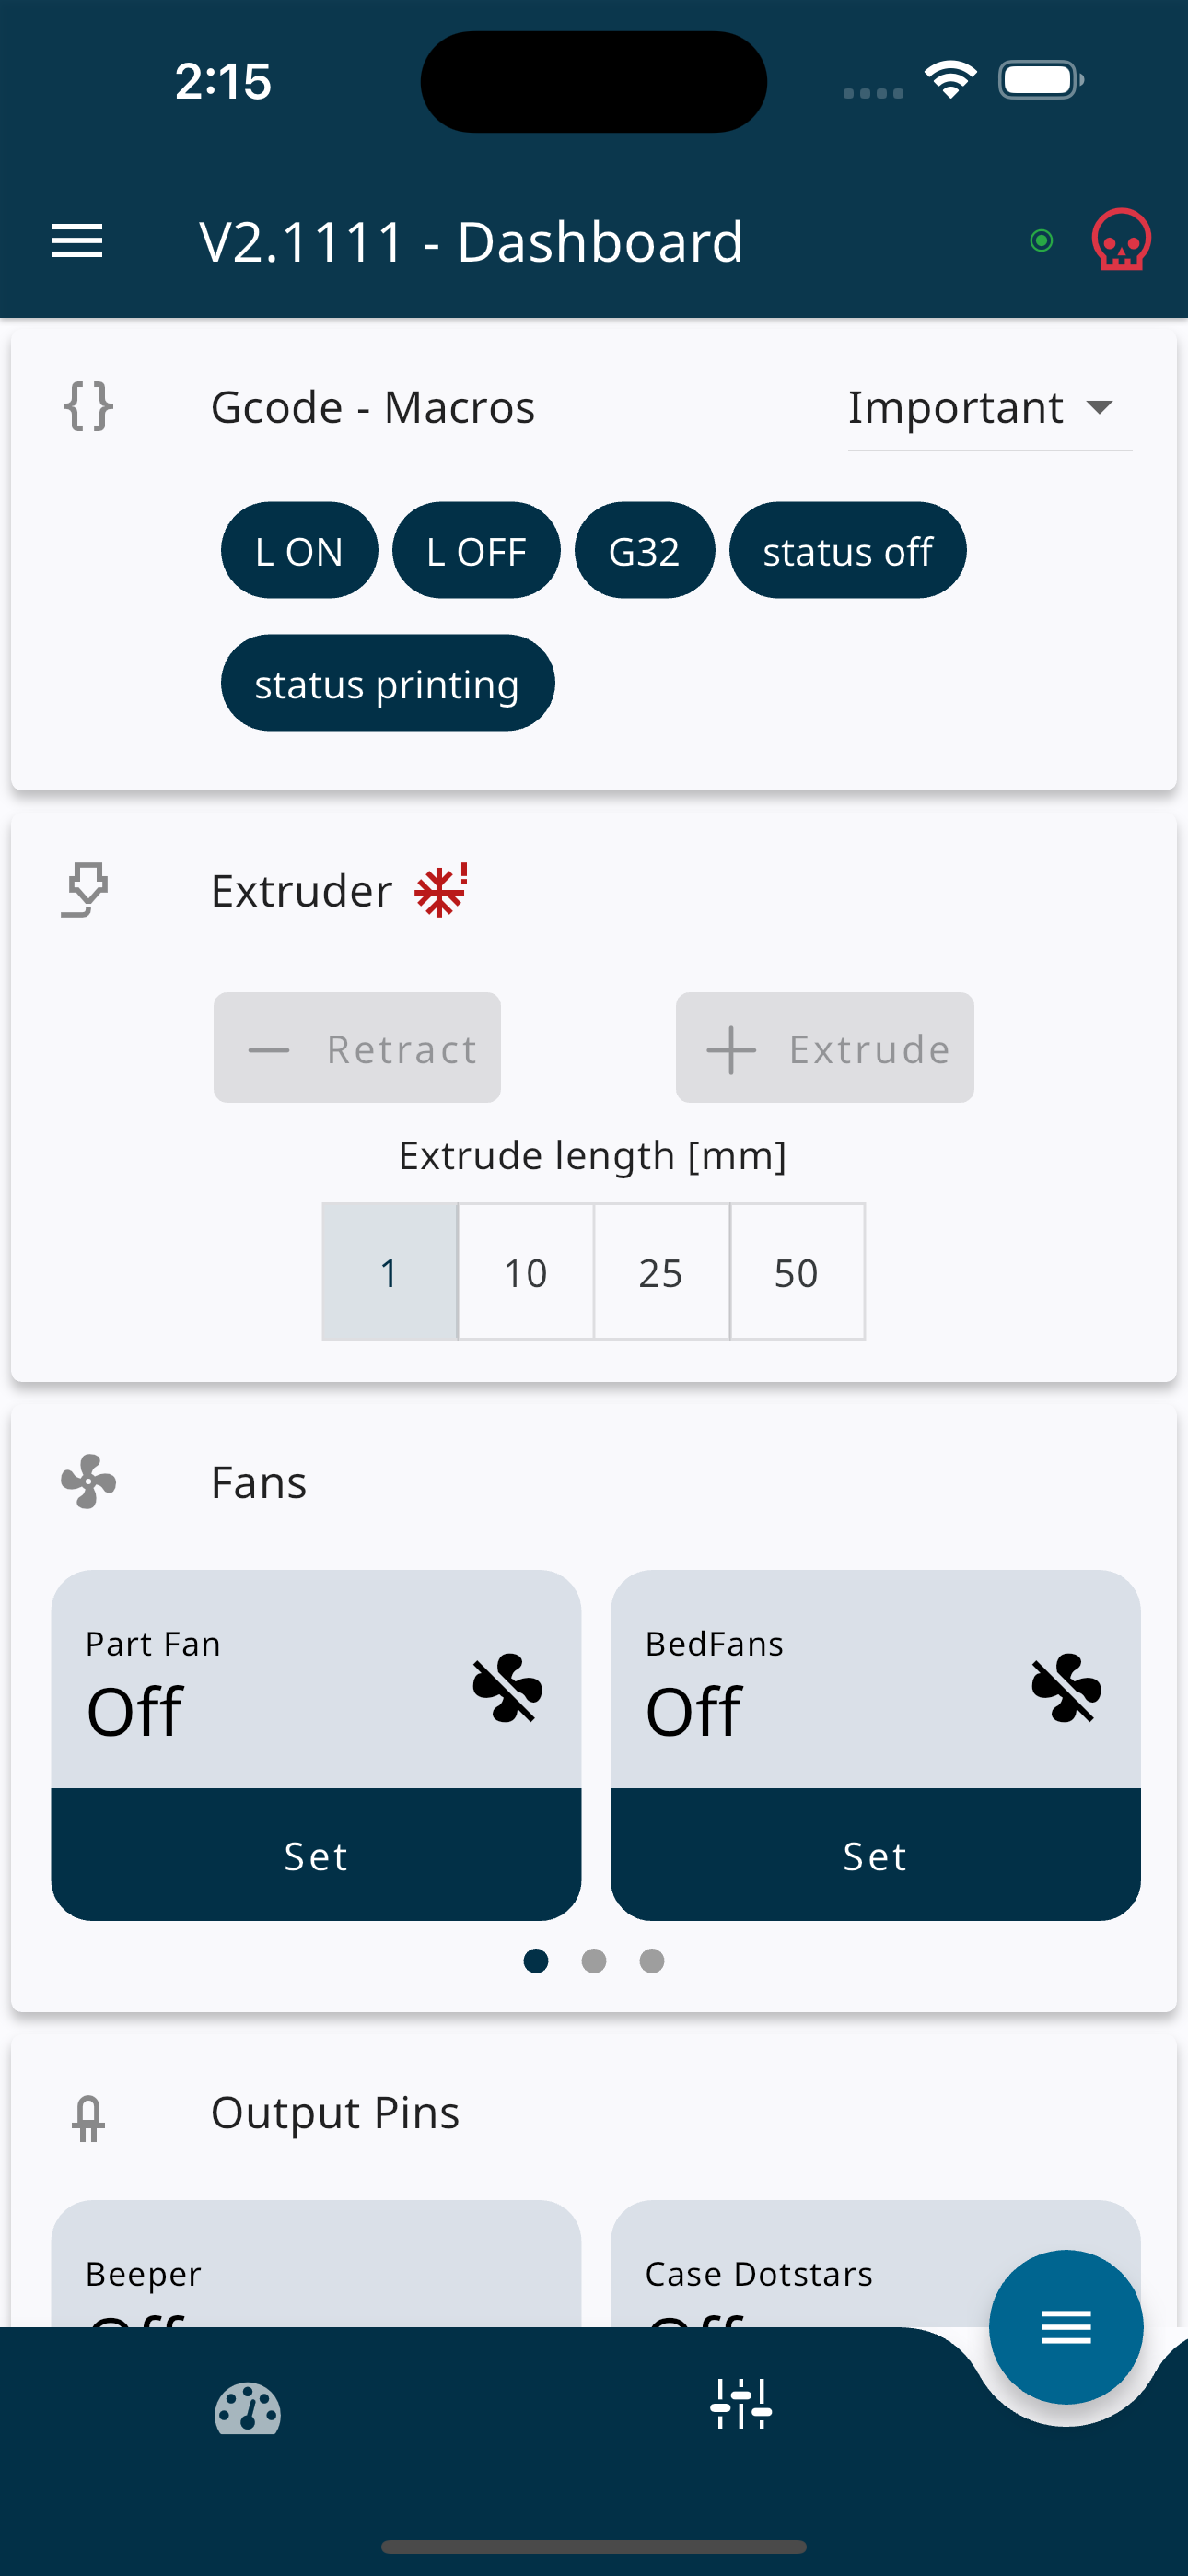 2:15
V2.1111 - Dashboard
{} Gcode - Macros Important
L ON L OFF G32 status off
status printing
Extruder
Retract Extrude
Extrude length [mm]
1 10 25 50
Fans
Part Fan BedFans
Off Off
Set Set
Output Pins
Beeper Case Dotstars
Off Off